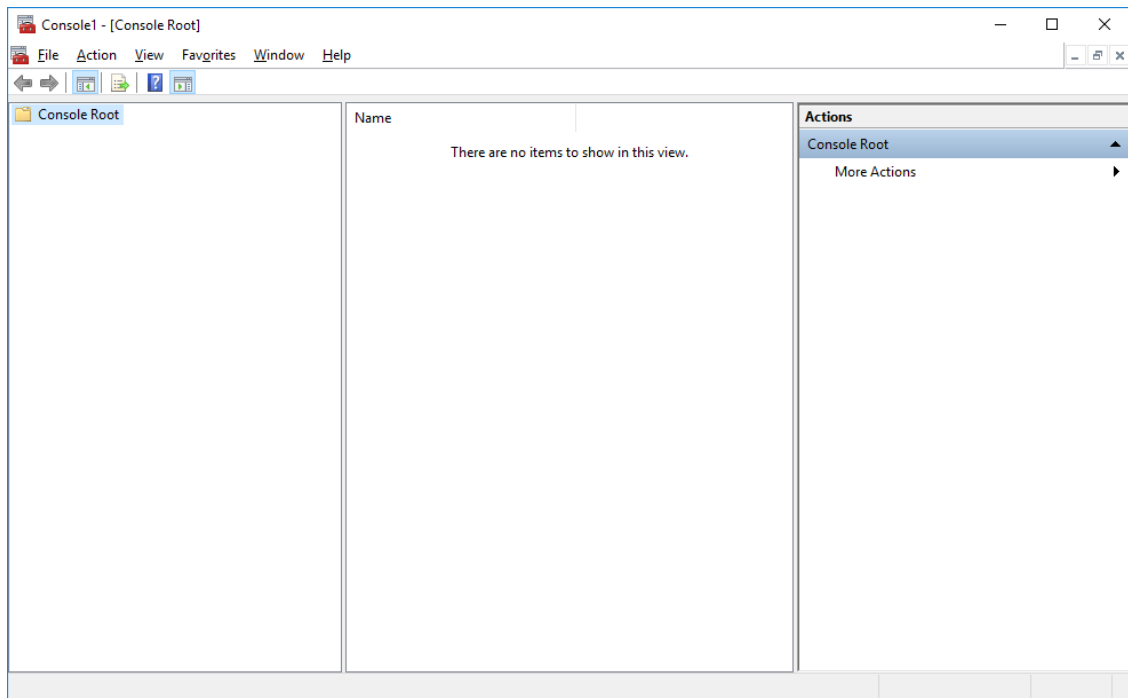 Console1 - [Console Root]
File Action View Favorites Window Help
Console Root
Name
There are no items to show in this view.
Actions
Console Root
More Actions